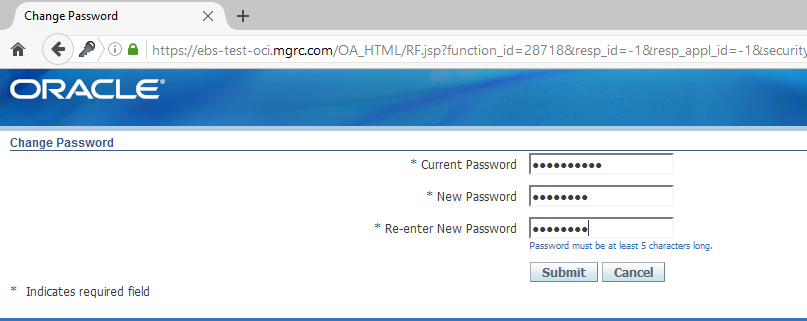 Change Password
https://ebs-test-oci.mgrc.com/OA_HTML/RF.jsp?function_id=28718&resp_id=-1&resp_appl_id=-1&security
ORACLE®
Change Password
* Current Password ••••••••••
* New Password ••••••••
* Re-enter New Password ••••••••
Password must be at least 5 characters long.
Submit Cancel
* Indicates required field